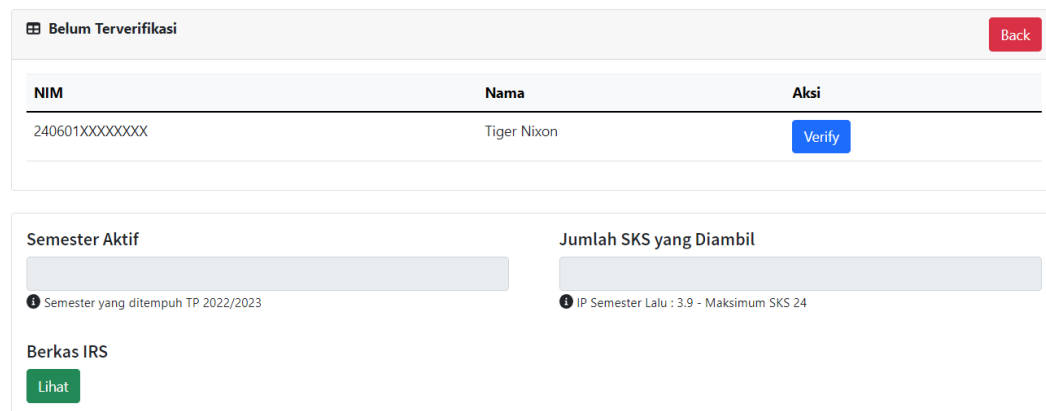 Belum Terverifikasi
Back
NIM Nama Aksi
240601XXXXXXXX Tiger Nixon Verify
Semester Aktif Jumlah SKS yang Diambil
Semester yang ditempuh TP 2022/2023 IP Semester Lalu : 3.9 - Maksimum SKS 24
Berkas IRS
Lihat